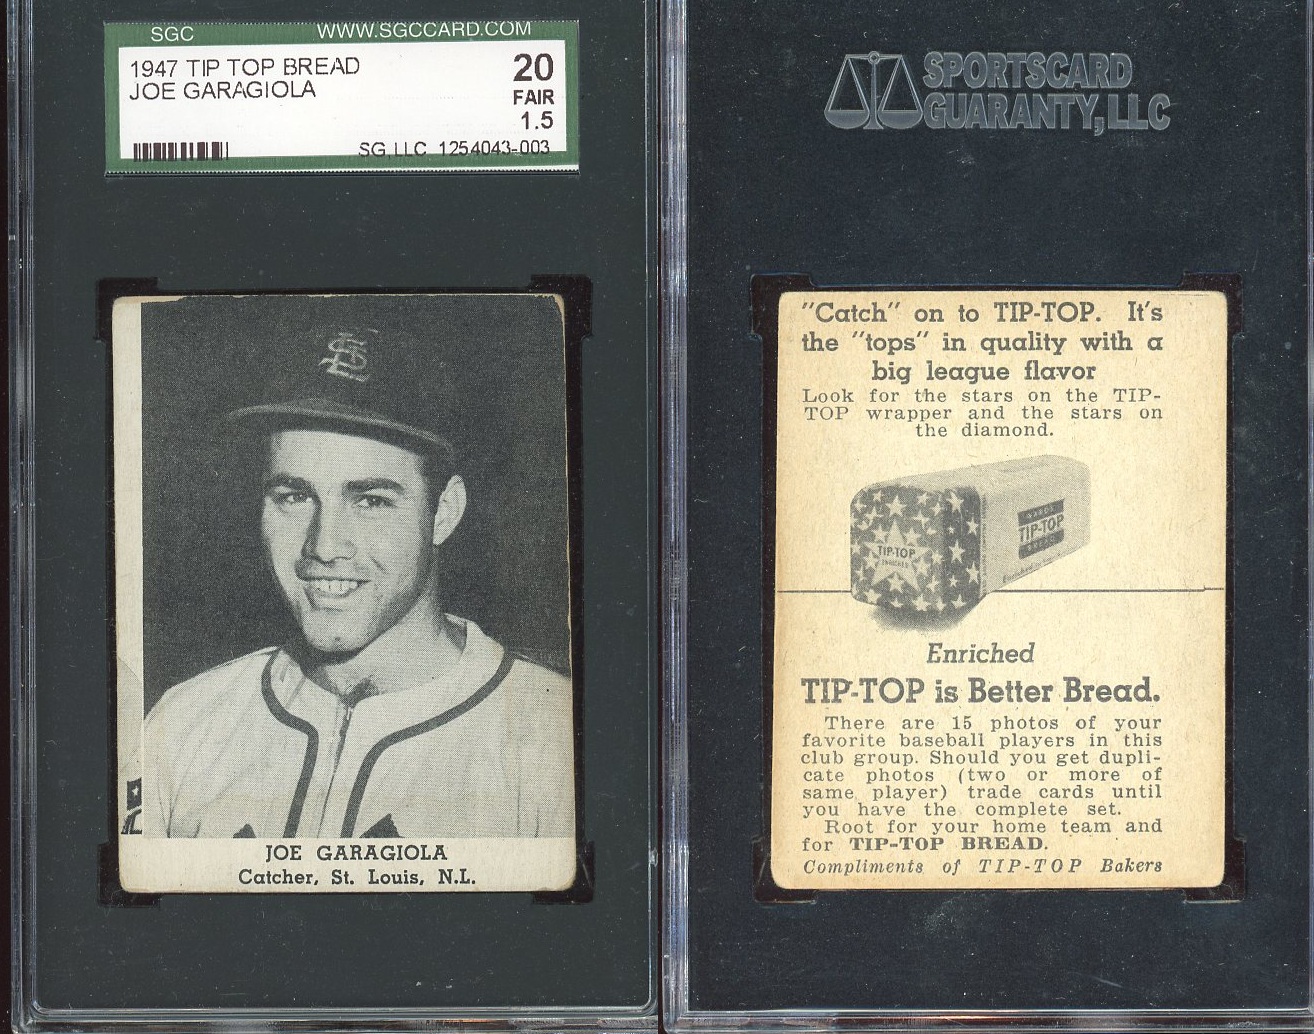 SGC WWW.SGCCARD.COM
1947 TIP TOP BREAD
JOE GARAGIOLA
20
FAIR
1.5
SG,LLC 1254043-003
JOE GARAGIOLA
Catcher, St. Louis, N.L.
SPORTSCARD
GUARANTY, LLC
"Catch" on to TIP-TOP. It's
the "tops" in quality with a
big league flavor
Look for the stars on the TIP-
TOP wrapper and the stars on
the diamond.
TIP-TOP
ENRICHED
TIP-TOP
BREAD
Enriched
TIP-TOP is Better Bread.
There are 15 photos of your
favorite baseball players in this
club group. Should you get dupli-
cate photos (two or more of
same player) trade cards until
you have the complete set.
Root for your home team and
for TIP-TOP BREAD.
Compliments of TIP-TOP Bakers